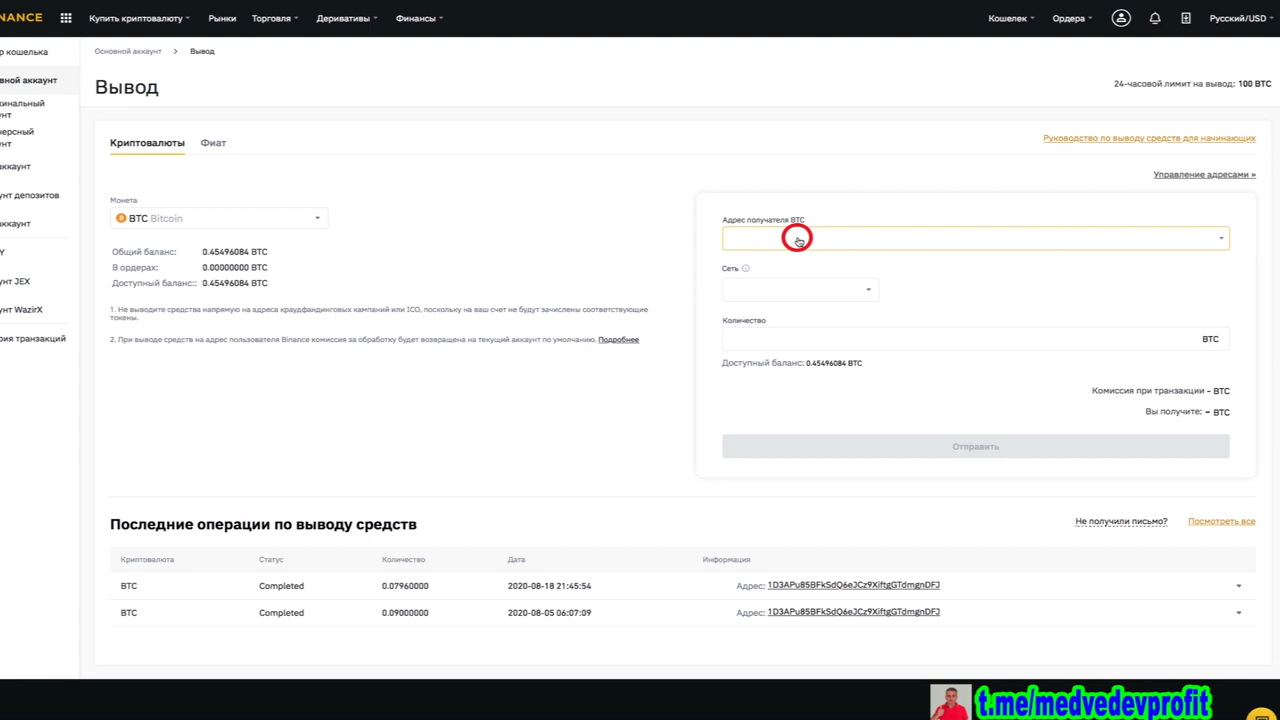 NANCE
Купить криптовалюту
Рынки
Торговля
Деривативы
Финансы
Кошелек
Ордера
Русский/USD
р кошелька
вной аккаунт
жинальный
нт
нерсный
нт
аккаунт
унт депозитов
аккаунт
Y
унт JEX
унт WazirX
рия транзакций
Основной аккаунт > Вывод
Вывод
24-часовой лимит на вывод: 100 BTC
Криптовалюты
Фиат
Руководство по выводу средств для начинающих
Управление адресами »
Монета
BTC Bitcoin
Общий баланс: 0.45496084 BTC
В ордерах: 0.00000000 BTC
Доступный баланс:: 0.45496084 BTC
1. Не выводите средства напрямую на адреса краудфандинговых кампаний или ICO, поскольку на ваш счет не будут зачислены соответствующие
токены.
2. При выводе средств на адрес пользователя Binance комиссия за обработку будет возвращена на текущий аккаунт по умолчанию. Подробнее
Адрес получателя BTC
Сеть
Количество
BTC
Доступный баланс: 0.45496084 BTC
Комиссия при транзакции – BTC
Вы получите: – BTC
Отправить
Последние операции по выводу средств
Не получили письмо?
Посмотреть все
Криптовалюта Статус Количество Дата Информация
BTC Completed 0.07960000 2020-08-18 21:45:54 Адрес: 1D3APu85BFkSdQ6eJCz9XiftgGTdmgnDFJ
BTC Completed 0.09000000 2020-08-05 06:07:09 Адрес: 1D3APu85BFkSdQ6eJCz9XiftgGTdmgnDFJ
t.me/medvedevprofit